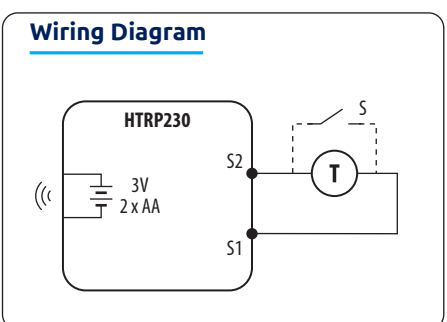 Wiring Diagram
HTRP230
S
S2
T
3V
2 x AA
S1